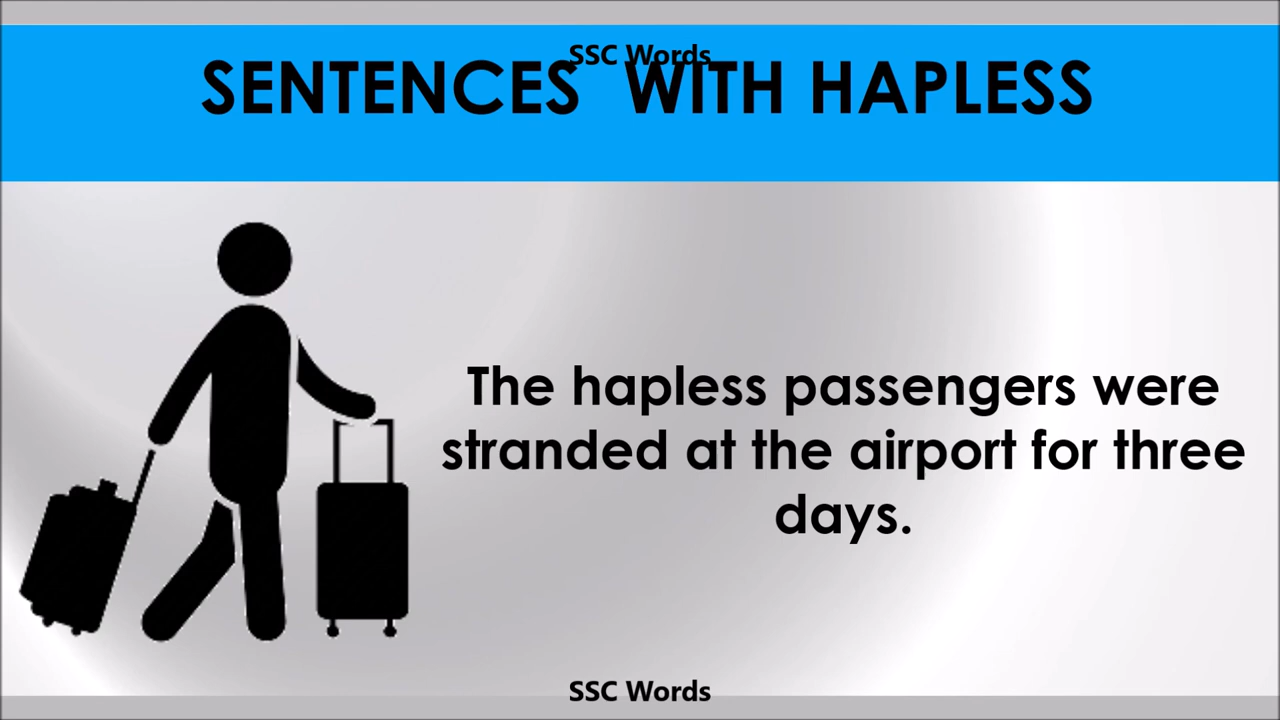 SSC Words
SENTENCES WITH HAPLESS
The hapless passengers were
stranded at the airport for three
days.
SSC Words